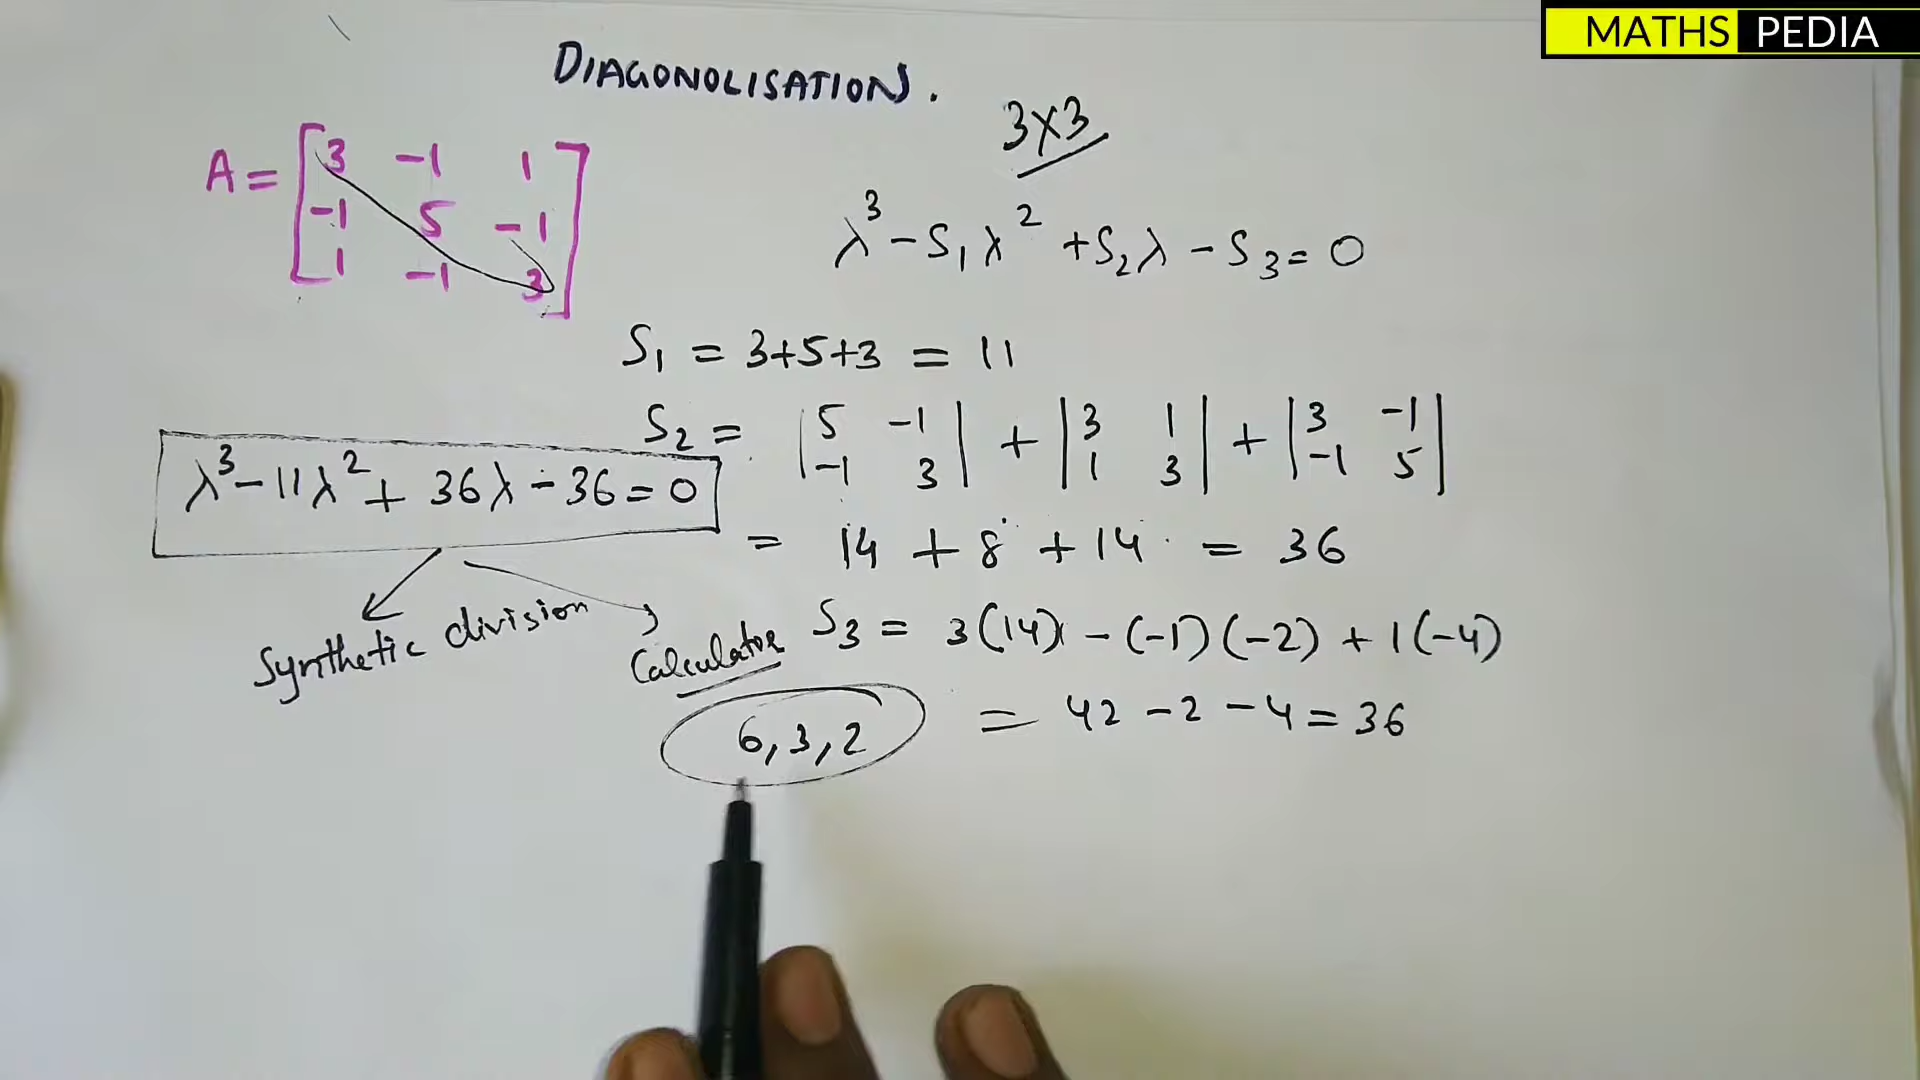 MATHS PEDIA
DIAGONOLISATION.
3×3
A = [3 -1 1
-1 5 -1
1 -1 3]
λ³ - S₁λ² + S₂λ - S₃ = 0
S₁ = 3+5+3 = 11
S₂ = |5 -1| + |3 1| + |3 -1|
|-1 3| |1 3| |-1 5|
λ³ - 11λ² + 36λ - 36 = 0
= 14 + 8 + 14 = 36
Synthetic division
Calculator
S₃ = 3(14) - (-1)(-2) + 1(-4)
= 42 - 2 - 4 = 36
6, 3, 2